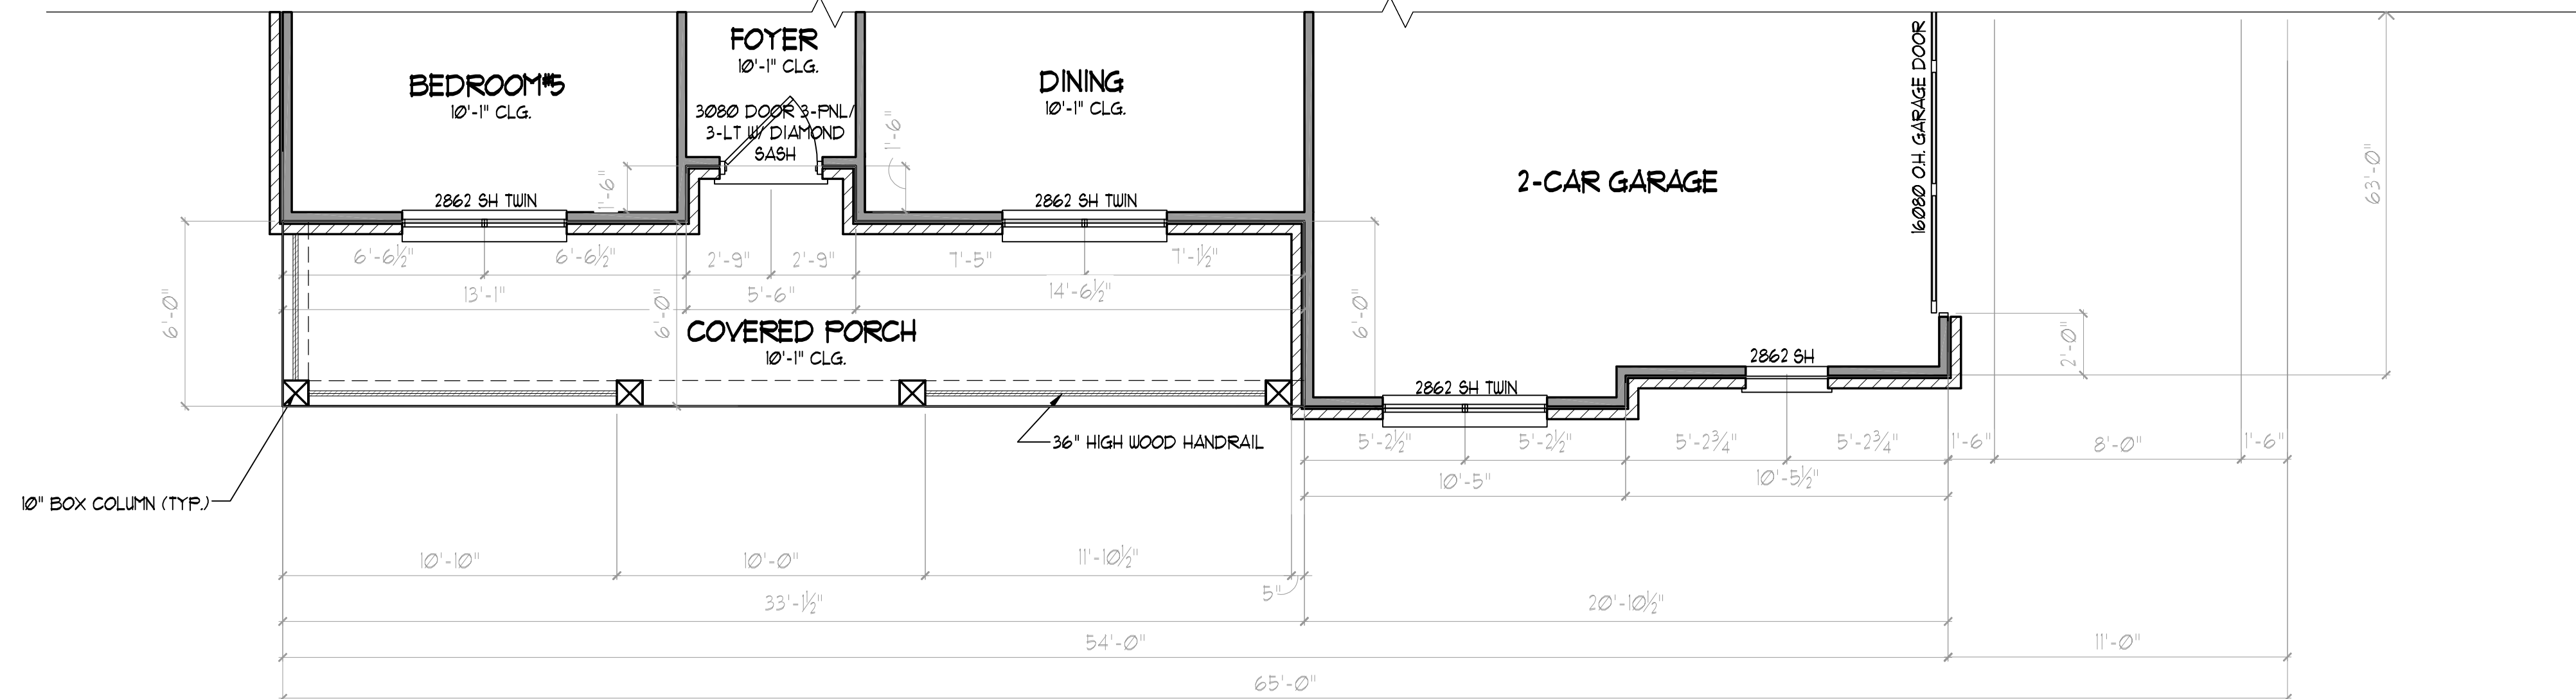 FOYER
10'-1" CLG.
BEDROOM #5
10'-1" CLG.
DINING
10'-1" CLG.
3080 DOOR 3-PNL/
3-LT W/ DIAMOND
SASH
1'-6"
1'-6"
2-CAR GARAGE
16080 O.H. GARAGE DOOR
63'-0"
2862 SH TWIN
2862 SH TWIN
6'-6½"
6'-6½"
2'-9"
2'-9"
7'-5"
7'-1½"
13'-1"
5'-6"
14'-6½"
6'-0"
6'-0"
6'-0"
COVERED PORCH
10'-1" CLG.
2862 SH
2'-0"
2862 SH TWIN
36" HIGH WOOD HANDRAIL
5'-2½"
5'-2½"
5'-2¾"
5'-2¾"
1'-6"
8'-0"
1'-6"
10'-5"
10'-5½"
10" BOX COLUMN (TYP.)
10'-10"
10'-0"
11'-10½"
5"
33'-1½"
20'-10½"
54'-0"
11'-0"
65'-0"